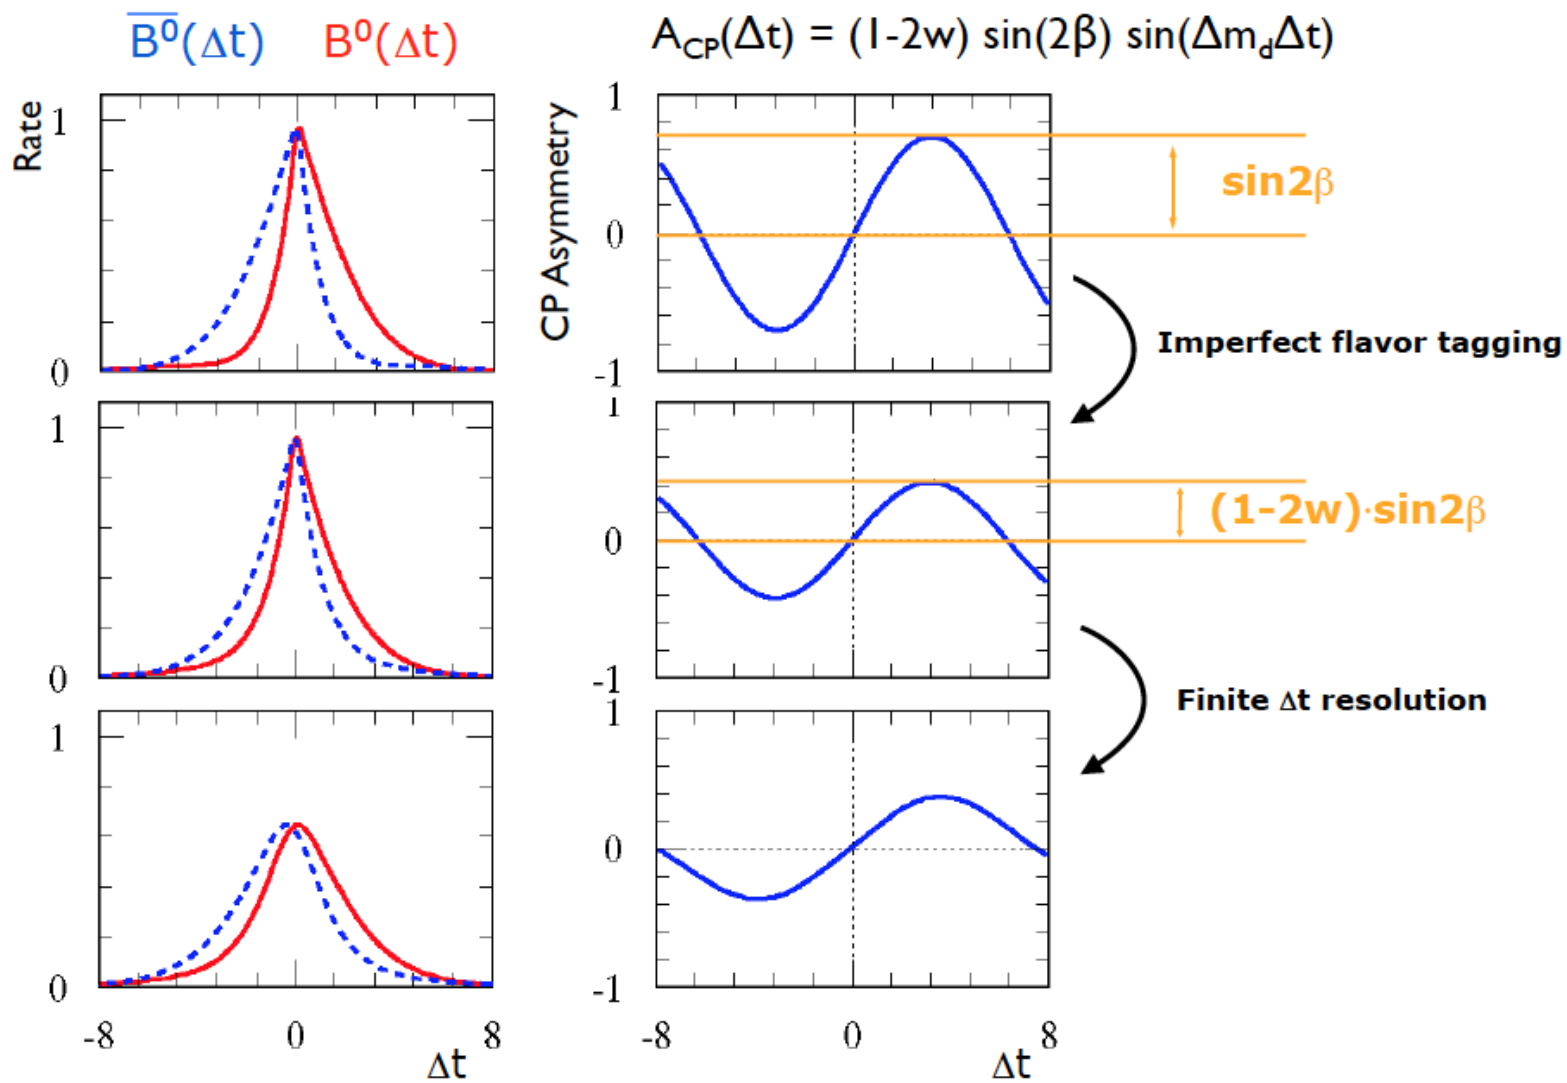 B⁰(Δt) B⁰(Δt)
A_CP(Δt) = (1-2w) sin(2β) sin(Δm_dΔt)
Rate
1
0
CP Asymmetry
1
0
-1
sin2β
Imperfect flavor tagging
1
0
1
0
-1
(1-2w)·sin2β
Finite Δt resolution
1
0
1
0
-1
-8 0 8
Δt
-8 0 8
Δt